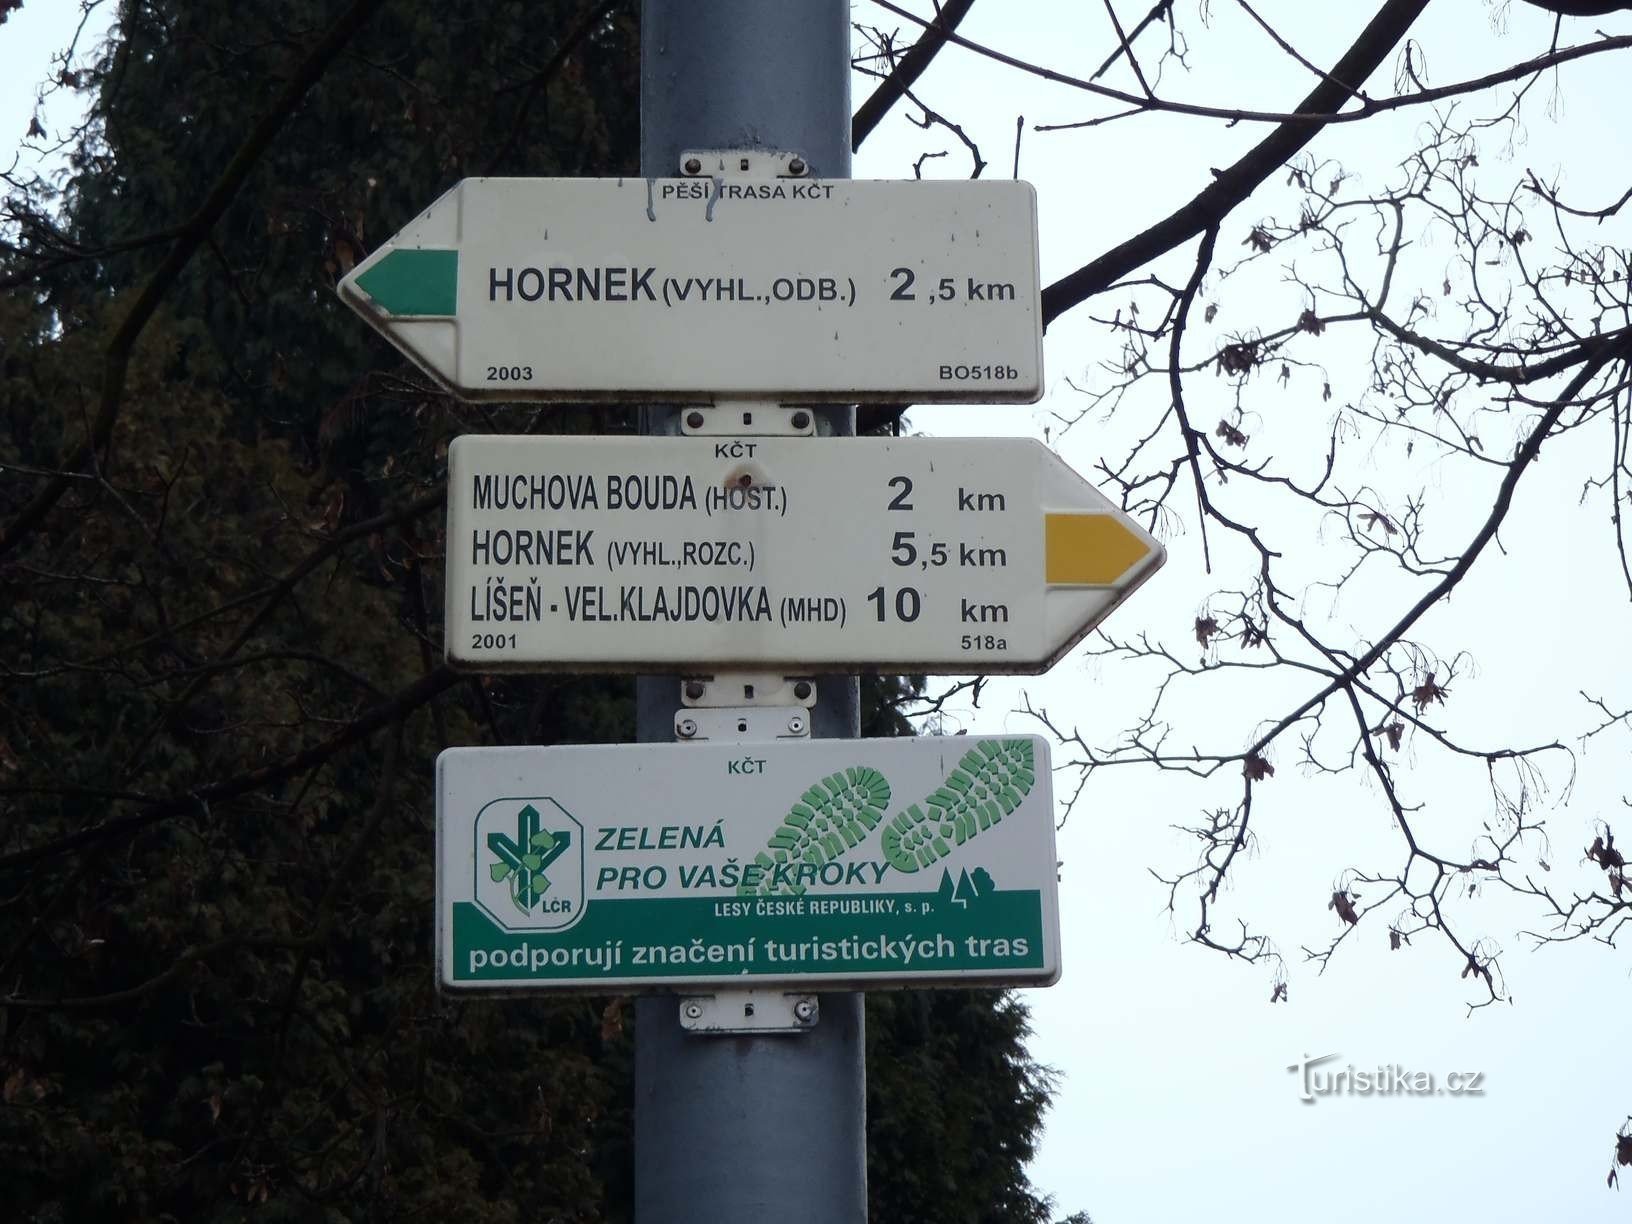 PĚŠÍ TRASA KČT
HORNEK (VYHL.,ODB.) 2 ,5 km
2003 BO518b
KČT
MUCHOVA BOUDA (HOST.) 2 km
HORNEK (VYHL.,ROZC.) 5,5 km
LÍŠEŇ - VEL.KLAJDOVKA (MHD) 10 km
2001 518a
KČT
ZELENÁ
PRO VAŠE KROKY
LČR
LESY ČESKÉ REPUBLIKY, s. p.
podporují značení turistických tras
Turistika.cz